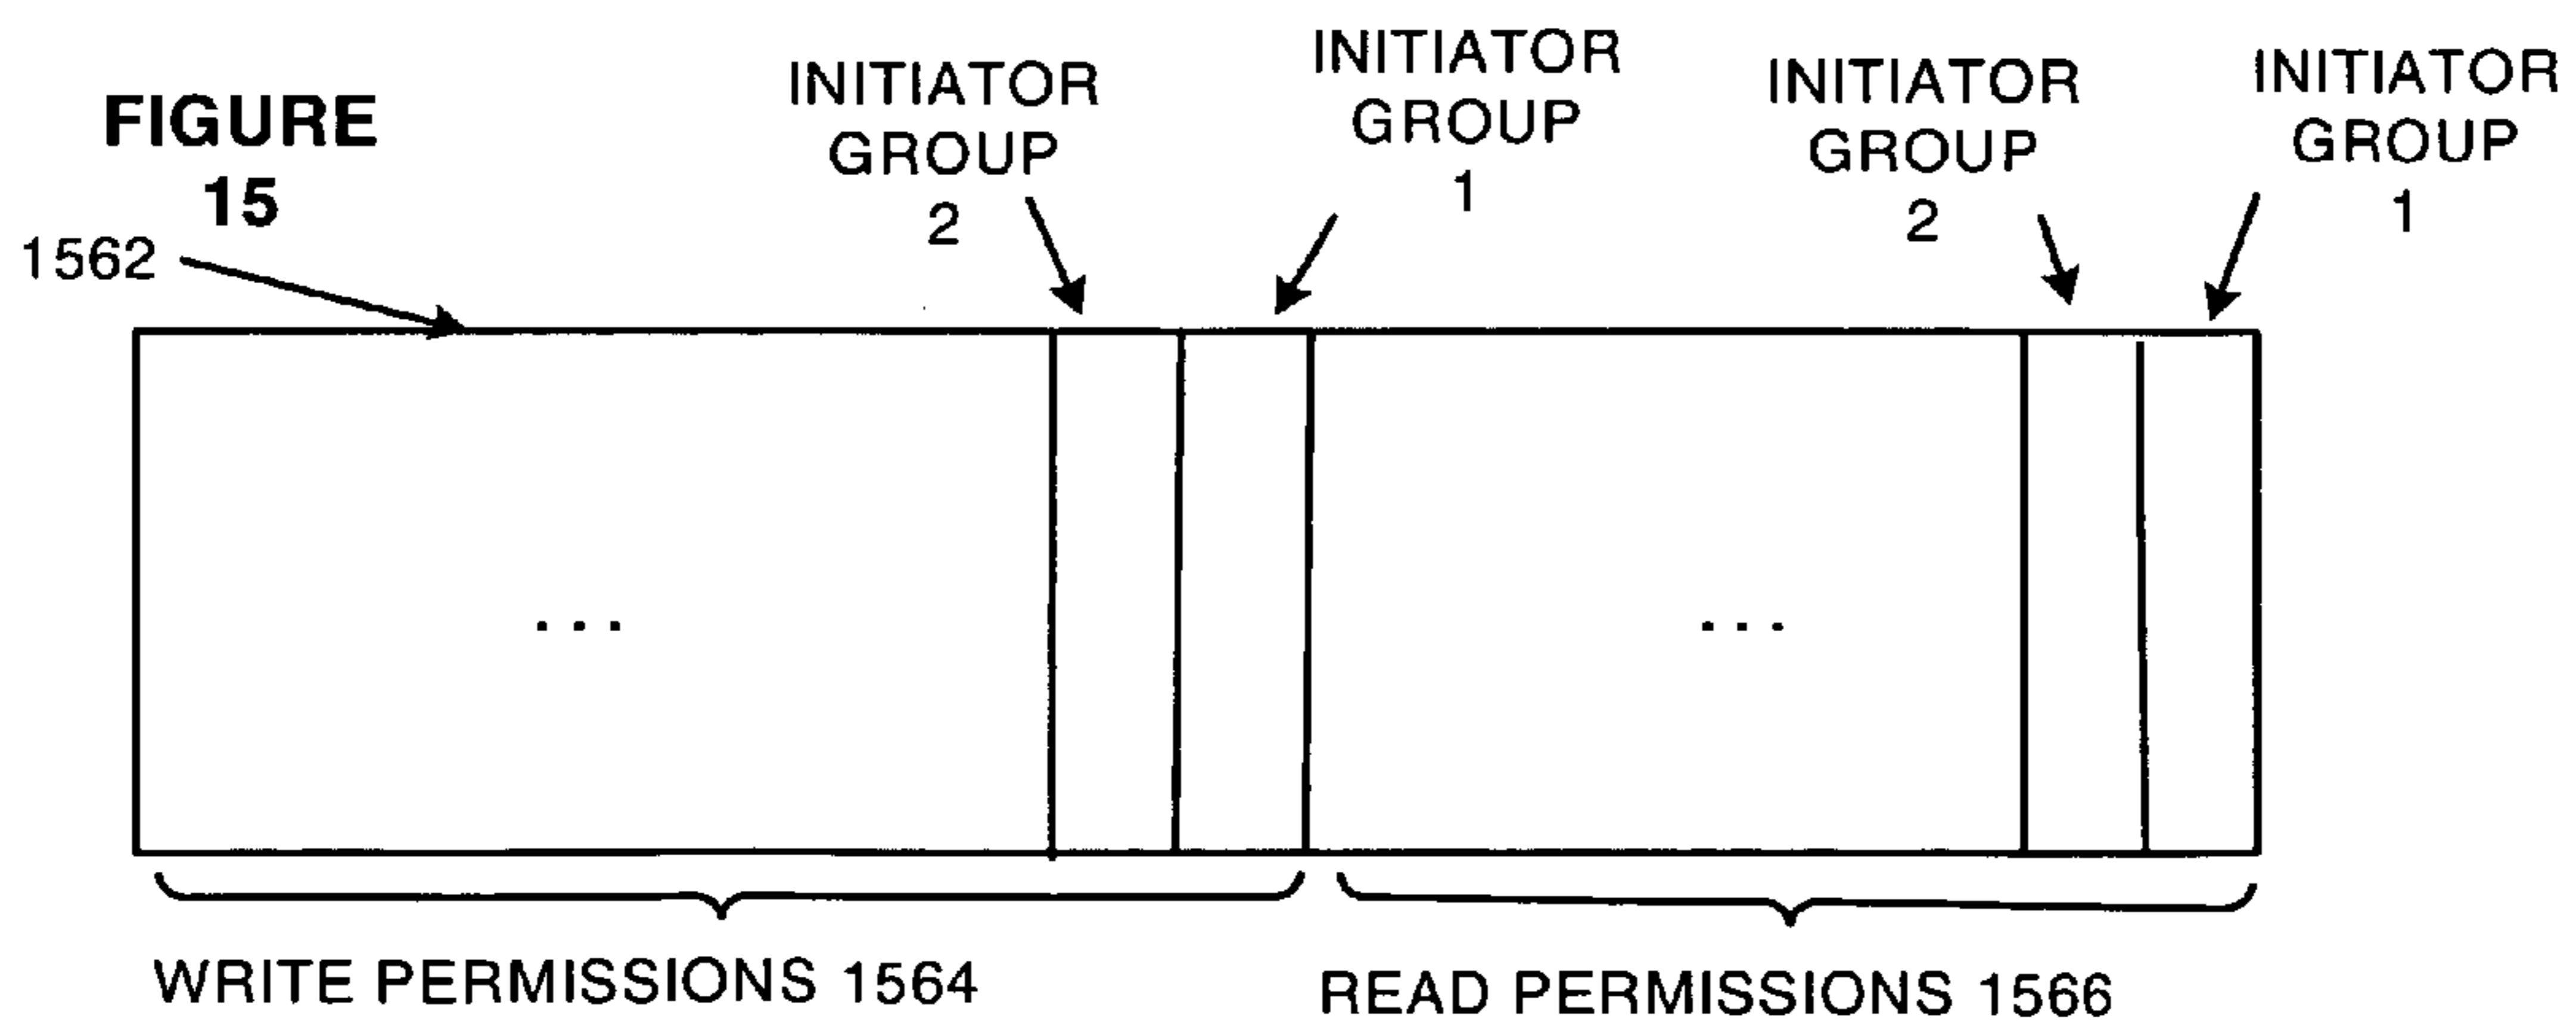 FIGURE
15
1562
INITIATOR
GROUP
2
INITIATOR
GROUP
1
INITIATOR
GROUP
2
INITIATOR
GROUP
1
...
...
WRITE PERMISSIONS 1564
READ PERMISSIONS 1566